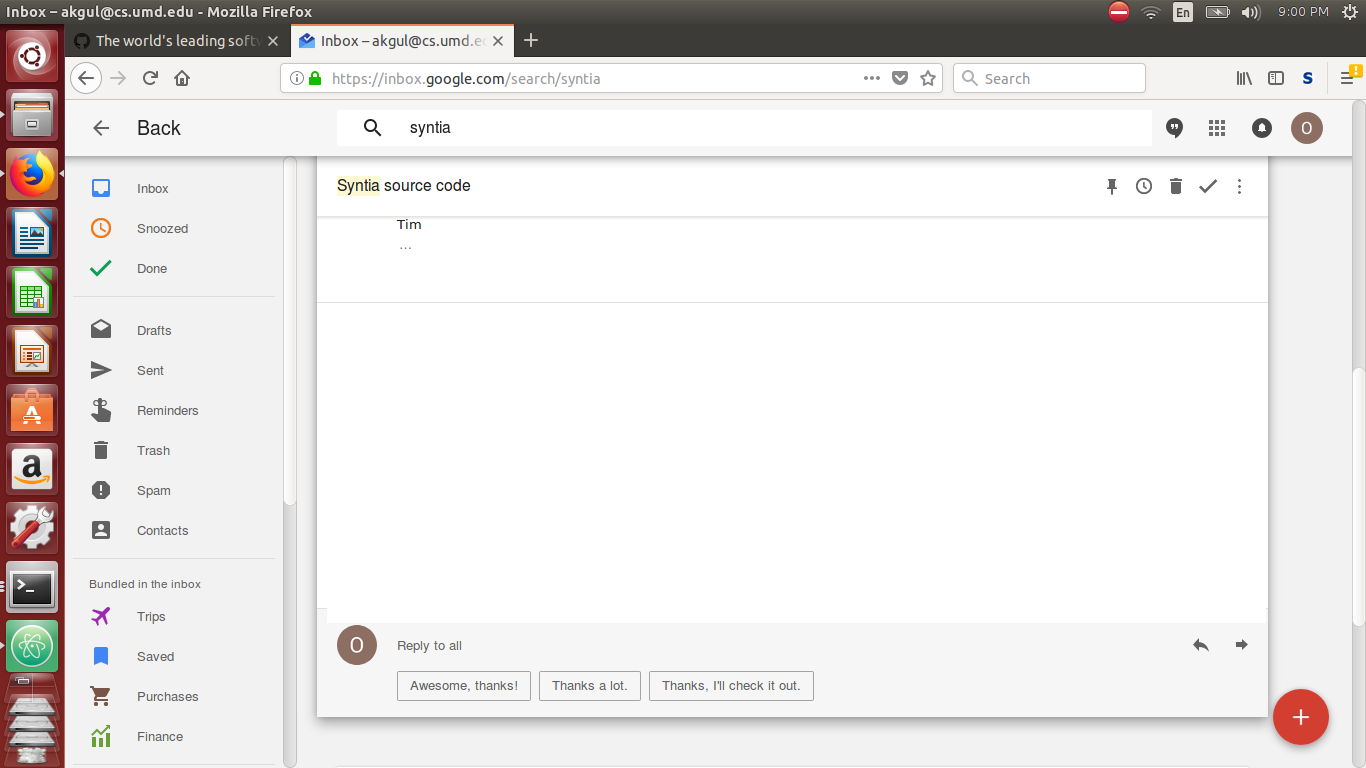 Inbox – akgul@cs.umd.edu - Mozilla Firefox
En
9:00 PM
The world's leading softw
Inbox – akgul@cs.umd.e
https://inbox.google.com/search/syntia
Search
S
Back
syntia
O
Inbox
Snoozed
Done
Drafts
Sent
Reminders
Trash
Spam
Contacts
Bundled in the inbox
Trips
Saved
Purchases
Finance
Syntia source code
Tim
...
O
Reply to all
Awesome, thanks!
Thanks a lot.
Thanks, I'll check it out.